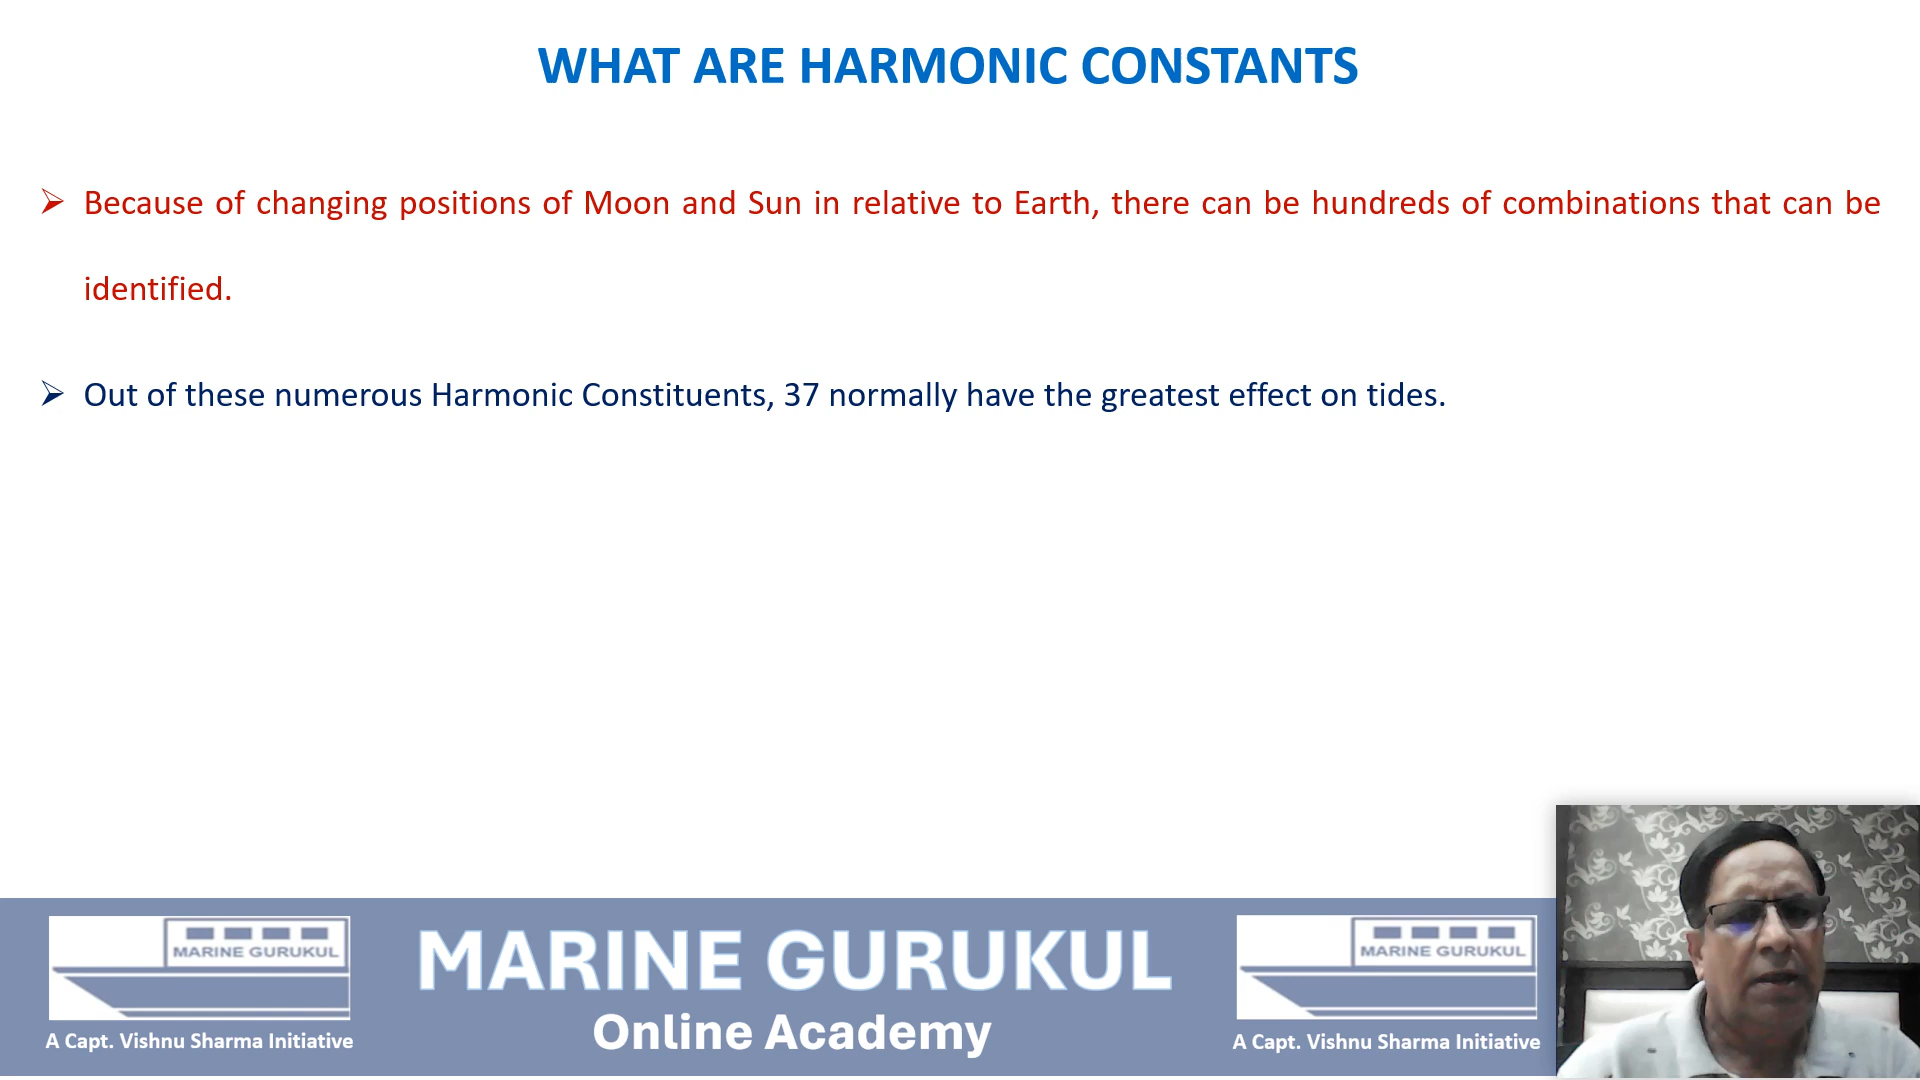 WHAT ARE HARMONIC CONSTANTS
➢ Because of changing positions of Moon and Sun in relative to Earth, there can be hundreds of combinations that can be
identified.
➢ Out of these numerous Harmonic Constituents, 37 normally have the greatest effect on tides.
MARINE GURUKUL
A Capt. Vishnu Sharma Initiative
MARINE GURUKUL
Online Academy
MARINE GURUKUL
A Capt. Vishnu Sharma Initiative